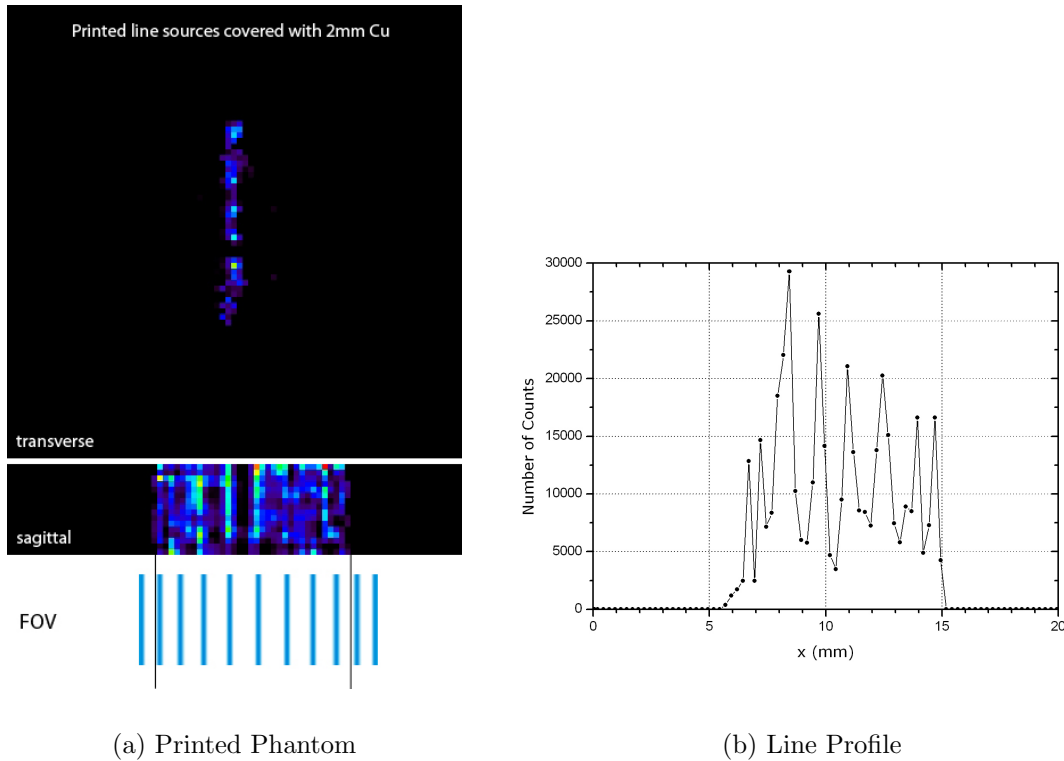 Printed line sources covered with 2mm Cu
transverse
sagittal
FOV
(a) Printed Phantom
30000
25000
20000
15000
10000
5000
0
Number of Counts
0 5 10 15 20
x (mm)
(b) Line Profile